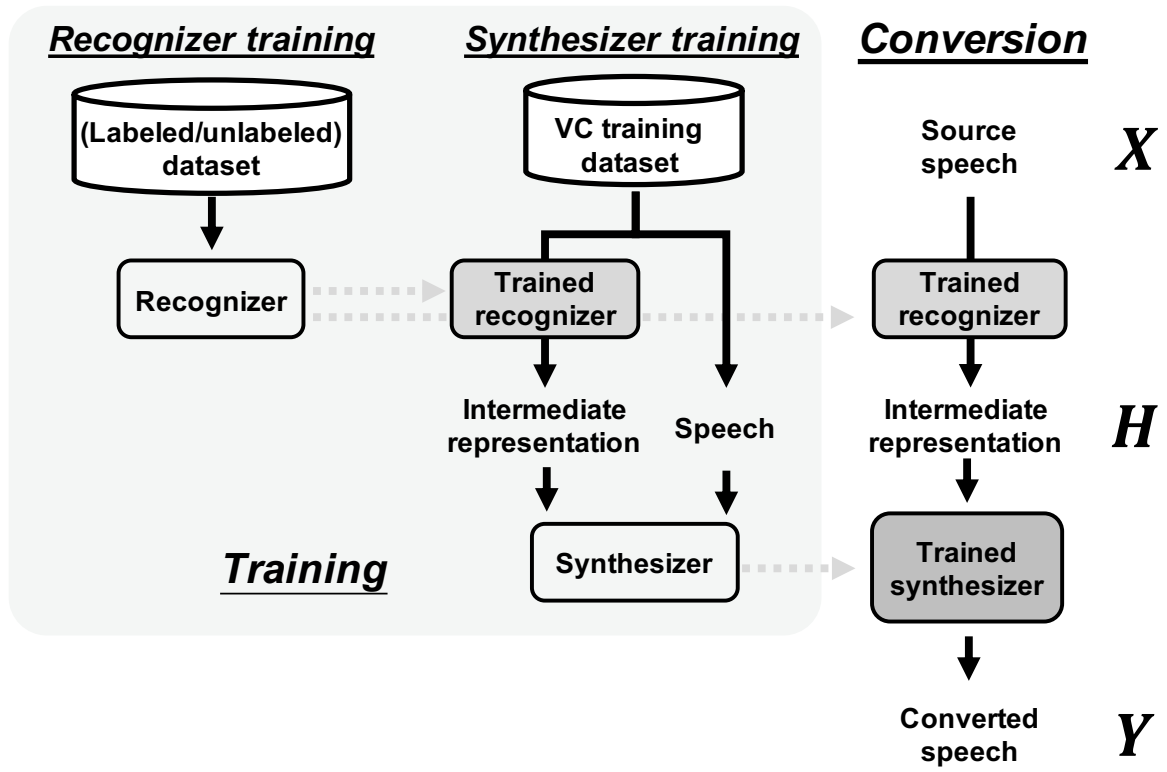 Recognizer training
Synthesizer training
Conversion
(Labeled/unlabeled)
dataset
VC training
dataset
Source
speech
X
Recognizer
Trained
recognizer
Trained
recognizer
Intermediate
representation
Speech
Intermediate
representation
H
Training
Synthesizer
Trained
synthesizer
Converted
speech
Y